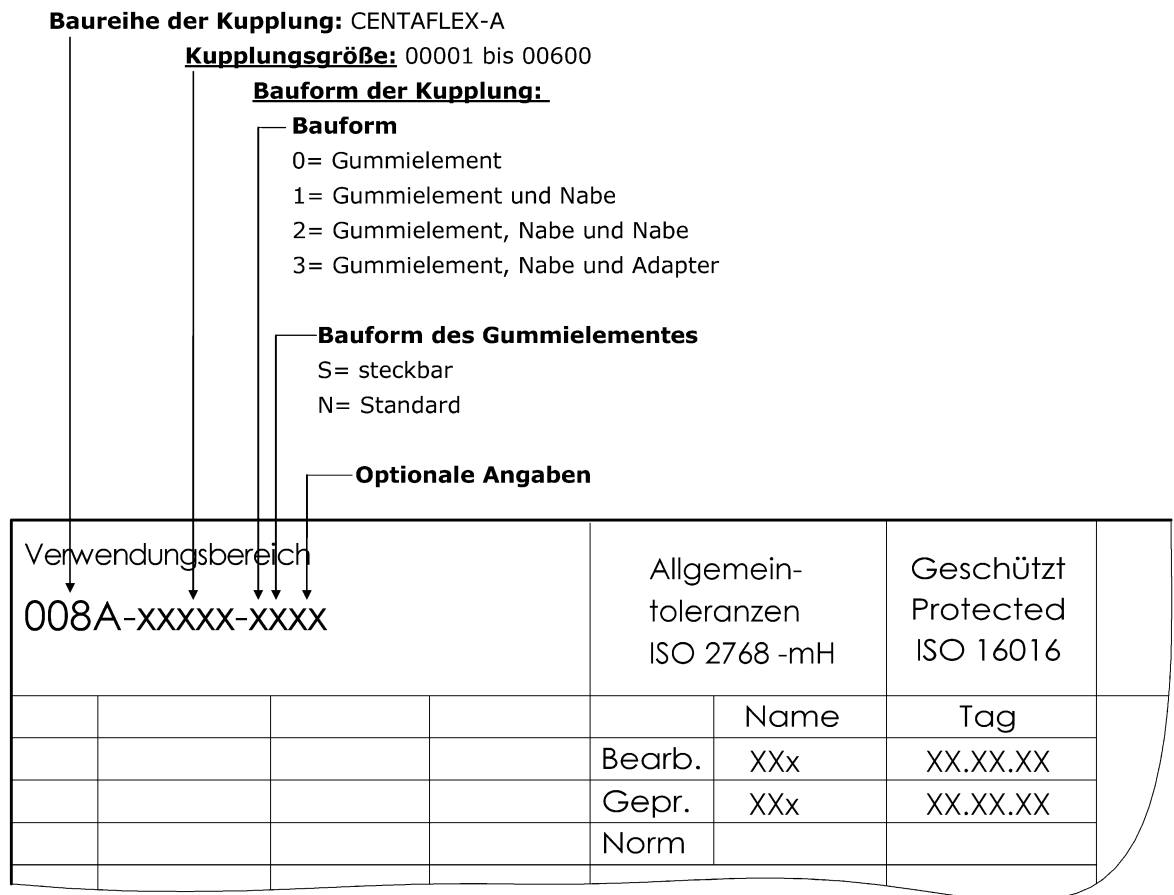 Baureihe der Kupplung: CENTAFLEX-A
Kupplungsgröße: 00001 bis 00600
Bauform der Kupplung:
Bauform
0= Gummielement
1= Gummielement und Nabe
2= Gummielement, Nabe und Nabe
3= Gummielement, Nabe und Adapter
Bauform des Gummielementes
S= steckbar
N= Standard
Optionale Angaben
Verwendungsbereich
008A-xxxxx-xxxx
Allgemein-
toleranzen
ISO 2768 -mH
Geschützt
Protected
ISO 16016
Name Tag
Bearb. XXx XX.XX.XX
Gepr. XXx XX.XX.XX
Norm